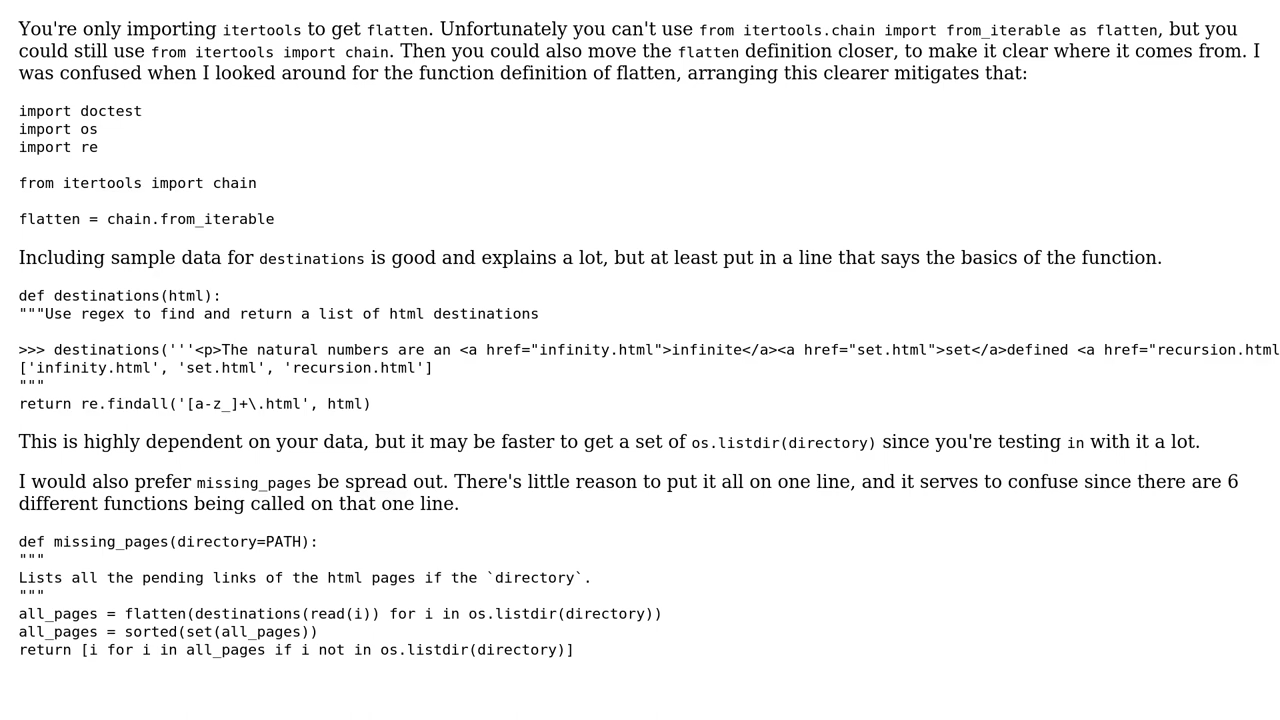 You're only importing itertools to get flatten. Unfortunately you can't use from itertools.chain import from_iterable as flatten, but you
could still use from itertools import chain. Then you could also move the flatten definition closer, to make it clear where it comes from. I
was confused when I looked around for the function definition of flatten, arranging this clearer mitigates that:
import doctest
import os
import re
from itertools import chain
flatten = chain.from_iterable
Including sample data for destinations is good and explains a lot, but at least put in a line that says the basics of the function.
def destinations(html):
"""Use regex to find and return a list of html destinations
>>> destinations('''<p>The natural numbers are an <a href="infinity.html">infinite</a><a href="set.html">set</a>defined <a href="recursion.html
['infinity.html', 'set.html', 'recursion.html']
"""
return re.findall('[a-z_]+\.html', html)
This is highly dependent on your data, but it may be faster to get a set of os.listdir(directory) since you're testing in with it a lot.
I would also prefer missing_pages be spread out. There's little reason to put it all on one line, and it serves to confuse since there are 6
different functions being called on that one line.
def missing_pages(directory=PATH):
"""
Lists all the pending links of the html pages if the `directory`.
"""
all_pages = flatten(destinations(read(i)) for i in os.listdir(directory))
all_pages = sorted(set(all_pages))
return [i for i in all_pages if i not in os.listdir(directory)]